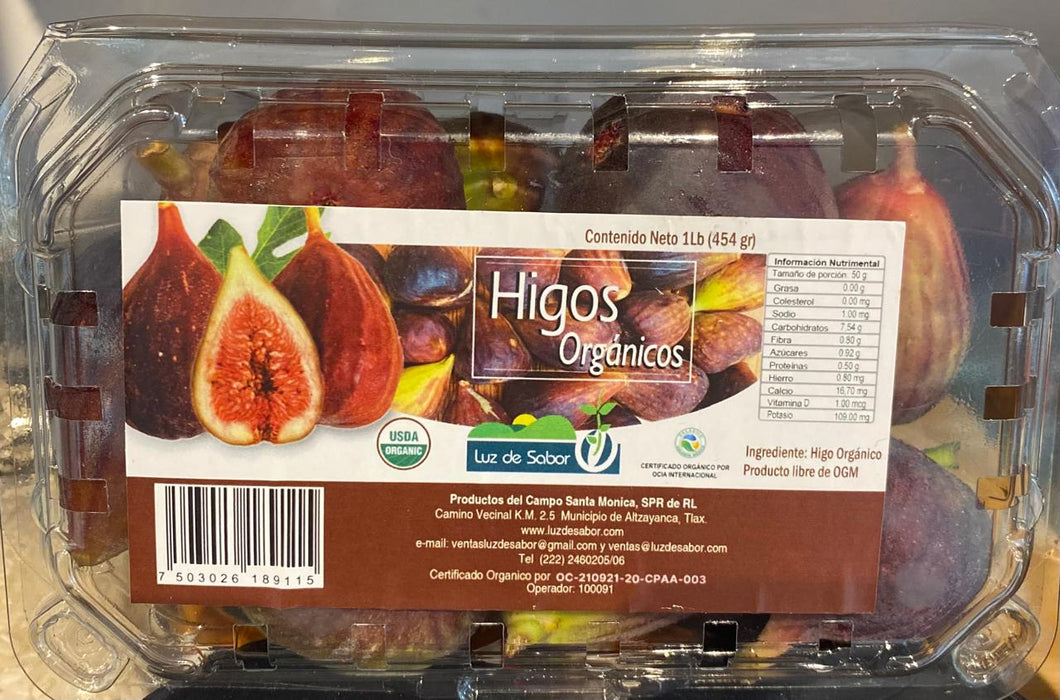 Contenido Neto 1Lb (454 gr)
Higos
Orgánicos
Información Nutrimental
Tamaño de porción: 50 g
Grasa 0.00 g
Colesterol 0.00 mg
Sodio 1.00 mg
Carbohidratos 7.54 g
Fibra 0.80 g
Azúcares 0.92 g
Proteínas 0.50 g
Hierro 0.80 mg
Calcio 16.70 mg
Vitamina D 1.00 mcg
Potasio 109.00 mg
USDA
ORGANIC
Luz de Sabor
CERTIFICADO ORGÁNICO POR
OCIA INTERNACIONAL
Ingrediente: Higo Orgánico
Producto libre de OGM
Productos del Campo Santa Monica, SPR de RL
Camino Vecinal K.M. 2.5 Municipio de Altzayanca, Tlax.
www.luzdesabor.com
e-mail: ventasluzdesabor@gmail.com y ventas@luzdesabor.com
Tel (222) 2460205/06
Certificado Organico por OC-210921-20-CPAA-003
Operador: 100091
7 503026 189115